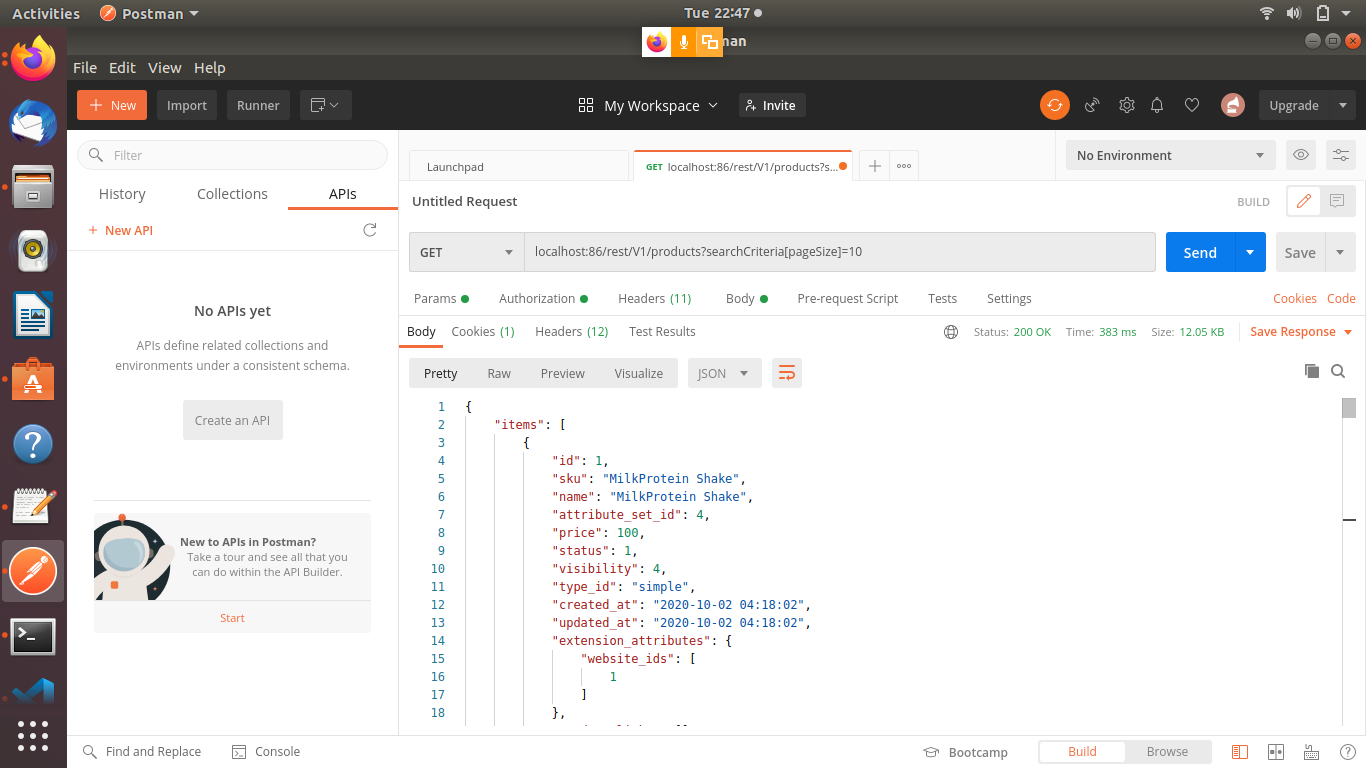 Activities Postman Tue 22:47
man
File Edit View Help
New Import Runner My Workspace Invite Upgrade
Filter
History Collections APIs
+ New API
No APIs yet
APIs define related collections and
environments under a consistent schema.
Create an API
New to APIs in Postman?
Take a tour and see all that you
can do within the API Builder.
Start
Launchpad GET localhost:86/rest/V1/products?s... No Environment
Untitled Request BUILD
GET localhost:86/rest/V1/products?searchCriteria[pageSize]=10 Send Save
Params Authorization Headers (11) Body Pre-request Script Tests Settings Cookies Code
Body Cookies (1) Headers (12) Test Results Status: 200 OK Time: 383 ms Size: 12.05 KB Save Response
Pretty Raw Preview Visualize JSON
1 {
2 "items": [
3 {
4 "id": 1,
5 "sku": "MilkProtein Shake",
6 "name": "MilkProtein Shake",
7 "attribute_set_id": 4,
8 "price": 100,
9 "status": 1,
10 "visibility": 4,
11 "type_id": "simple",
12 "created_at": "2020-10-02 04:18:02",
13 "updated_at": "2020-10-02 04:18:02",
14 "extension_attributes": {
15 "website_ids": [
16 1
17 ]
18 },
Find and Replace Console Bootcamp Build Browse